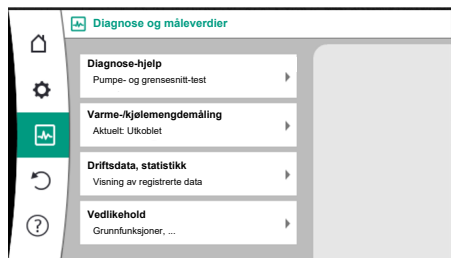 Diagnose og måleverdier
Diagnose-hjelp
Pumpe- og grensesnitt-test
Varme-/kjølemengdemåling
Aktuelt: Utkoblet
Driftsdata, statistikk
Visning av registrerte data
Vedlikehold
Grunnfunksjoner, ...
?